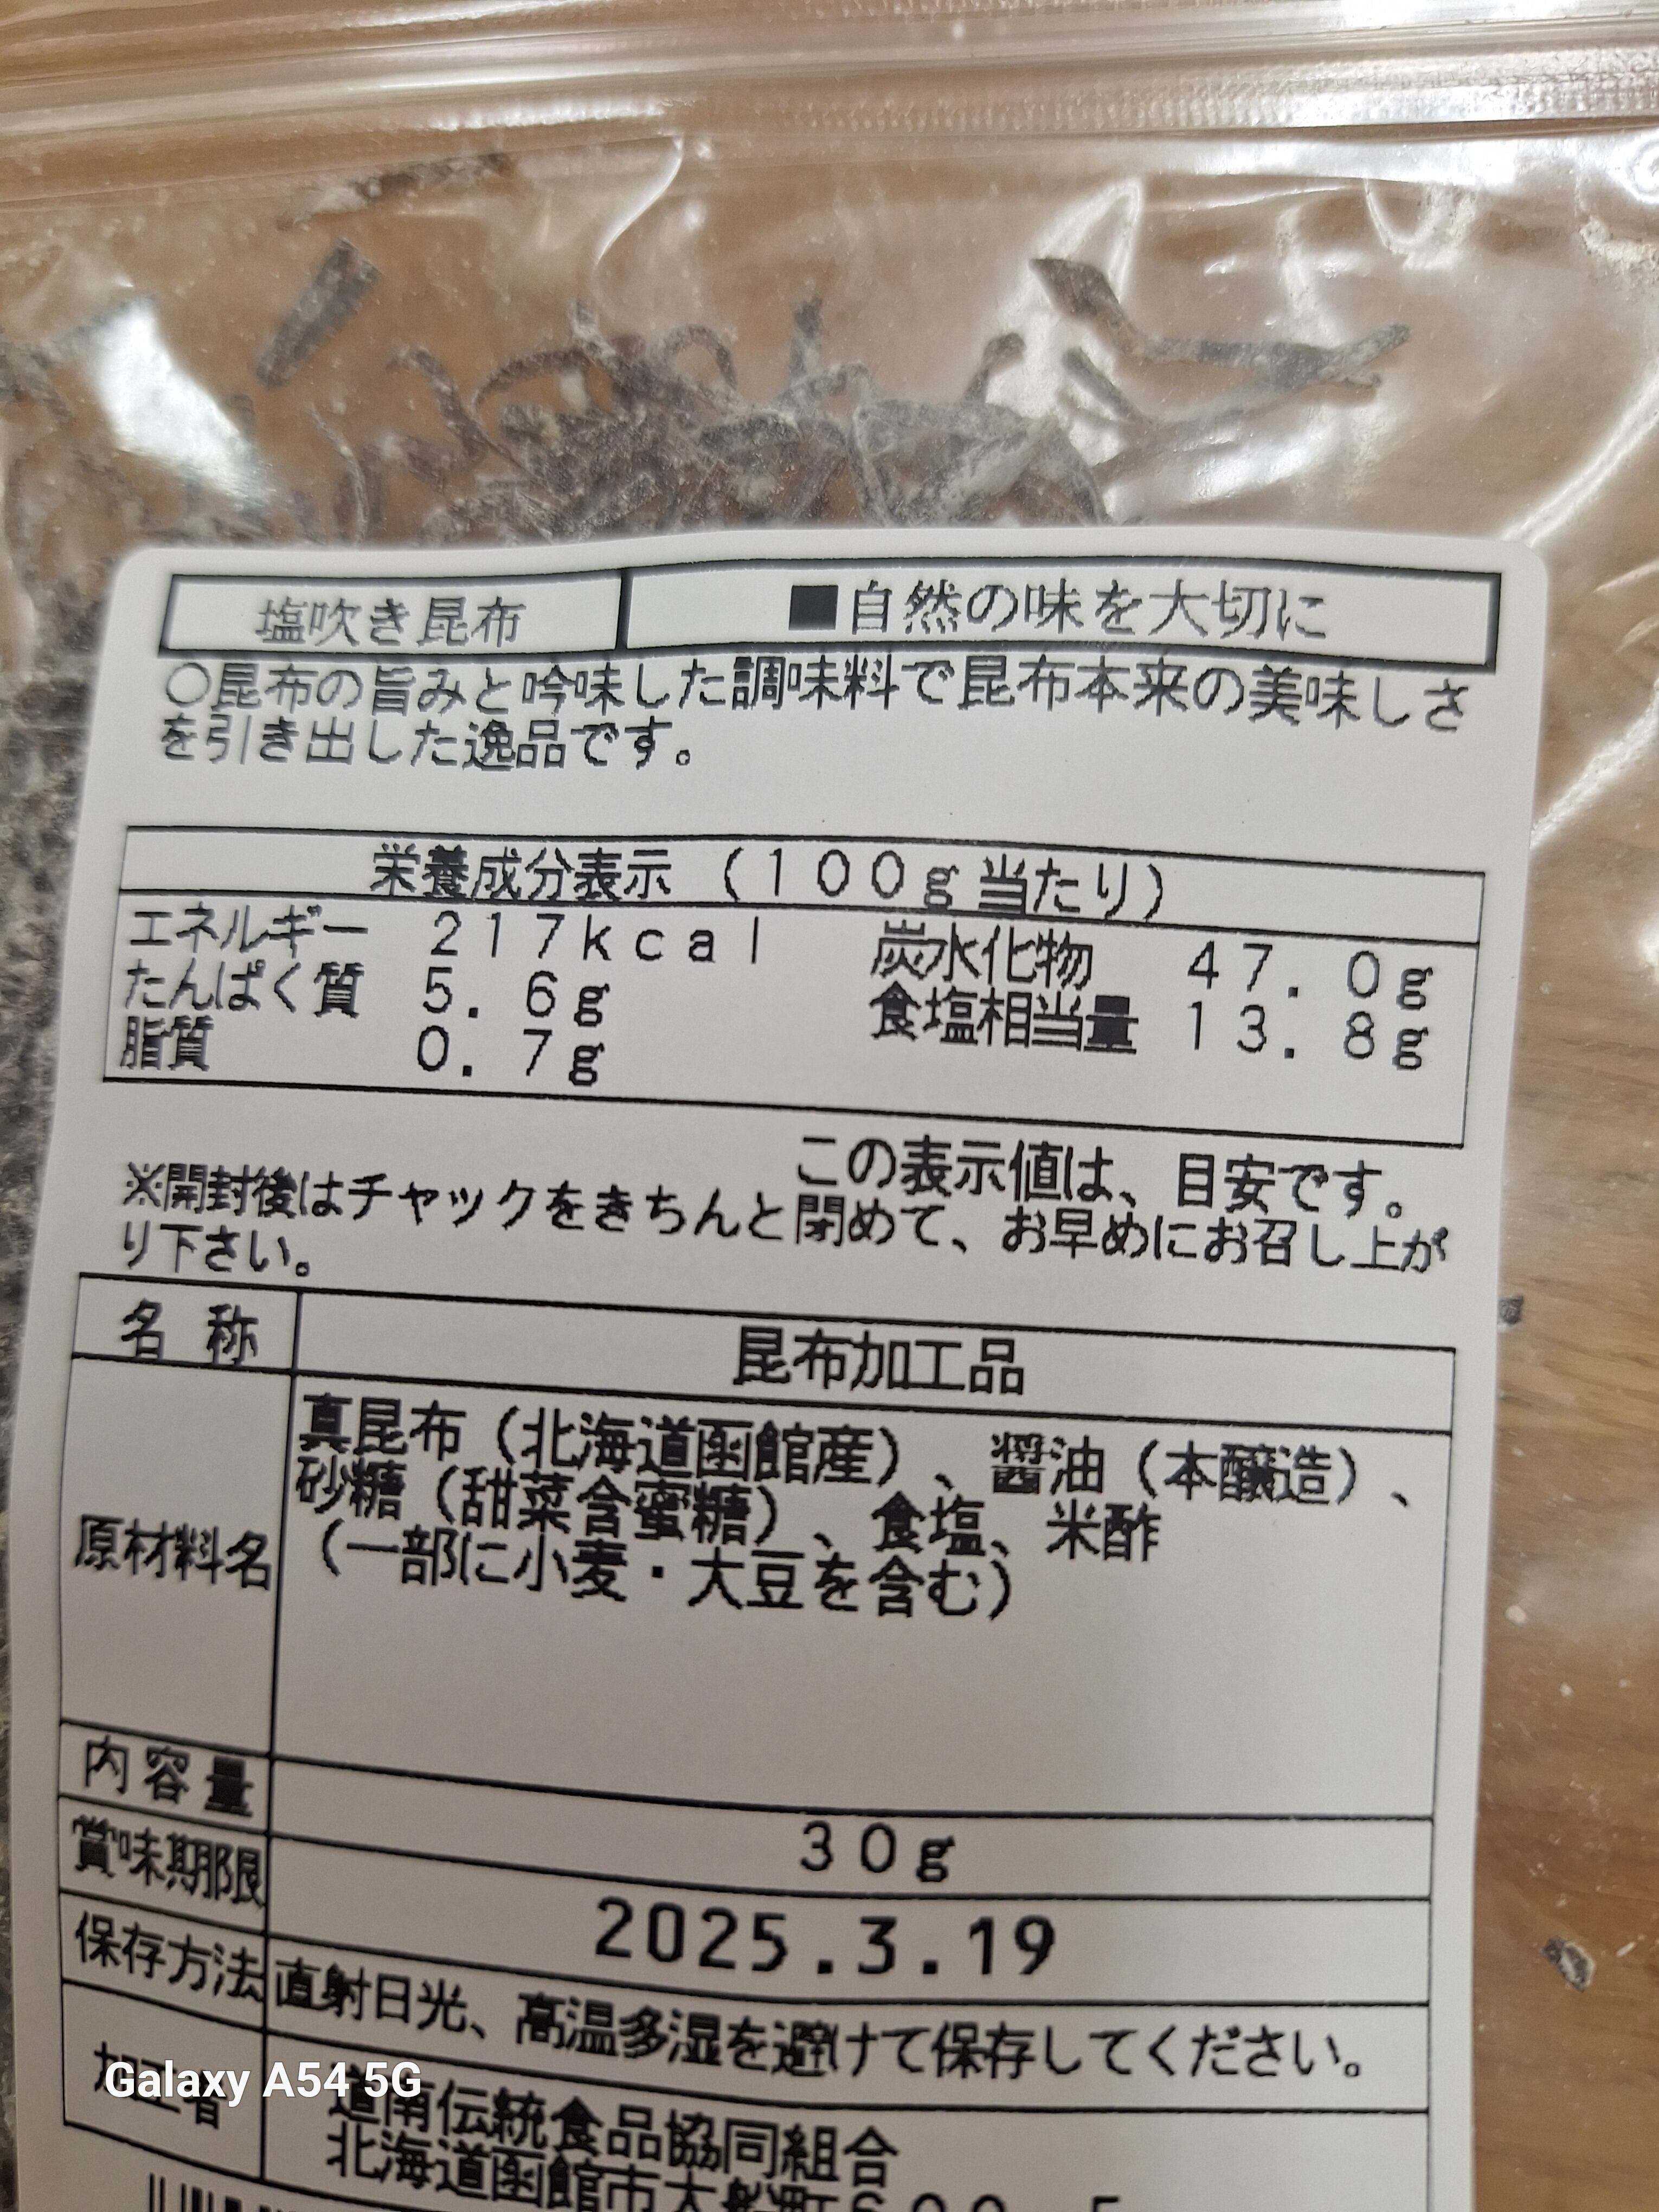 塩吹き昆布
■自然の味を大切に
○昆布の旨みと吟味した調味料で昆布本来の美味しさ
を引き出した逸品です。
栄養成分表示（100g当たり）
エネルギー 217kcal 炭水化物 47.0g
たんぱく質 5.6g 食塩相当量 13.8g
脂質 0.7g
この表示値は、目安です。
※開封後はチャックをきちんと閉めて、お早めにお召し上が
り下さい。
名称 昆布加工品
原材料名
真昆布（北海道函館産）、醤油（本醸造）、
砂糖（甜菜含蜜糖）、食塩、米酢
（一部に小麦・大豆を含む）
内容量 30g
賞味期限 2025.3.19
保存方法 直射日光、高温多湿を避けて保存してください。
加工者 道南伝統食品協同組合
北海道函館市大船町
Galaxy A54 5G